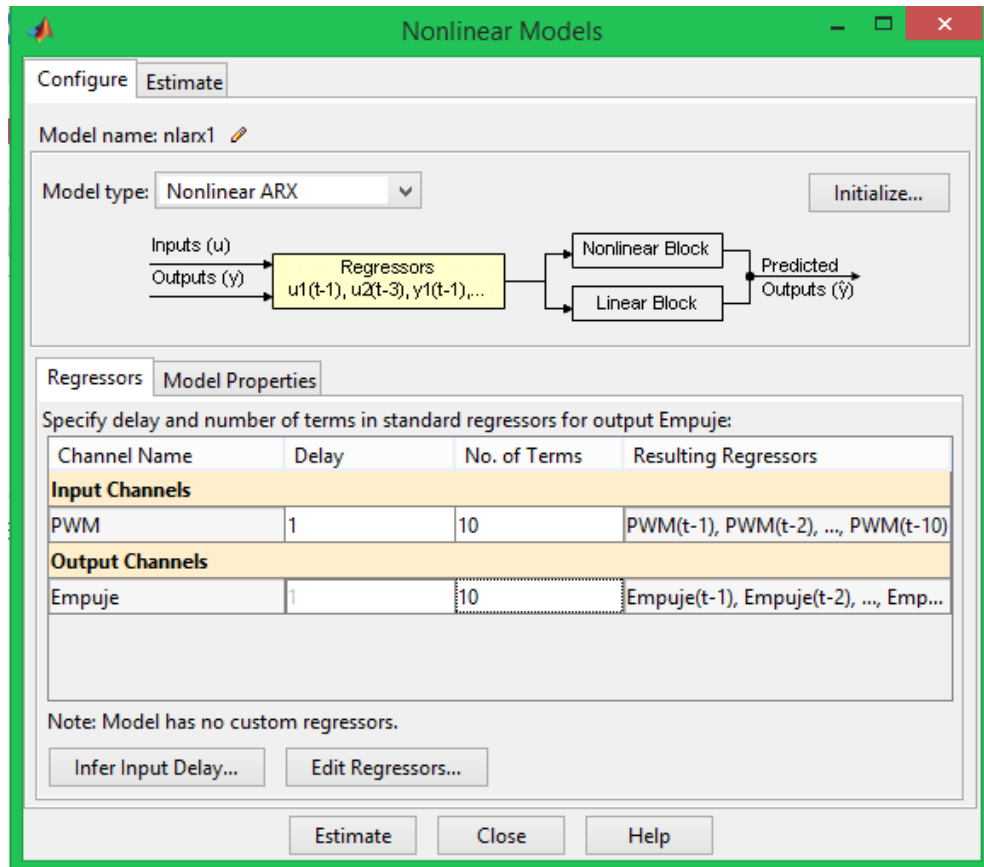 Nonlinear Models
Configure
Estimate
Model name: nlarx1
Model type: Nonlinear ARX
Initialize...
Inputs (u)
Outputs (y)
Regressors
u1(t-1), u2(t-3), y1(t-1),...
Nonlinear Block
Linear Block
Predicted
Outputs (ŷ)
Regressors
Model Properties
Specify delay and number of terms in standard regressors for output Empuje:
Channel Name Delay No. of Terms Resulting Regressors
Input Channels
PWM 1 10 PWM(t-1), PWM(t-2), ..., PWM(t-10)
Output Channels
Empuje 1 10 Empuje(t-1), Empuje(t-2), ..., Emp...
Note: Model has no custom regressors.
Infer Input Delay...
Edit Regressors...
Estimate
Close
Help